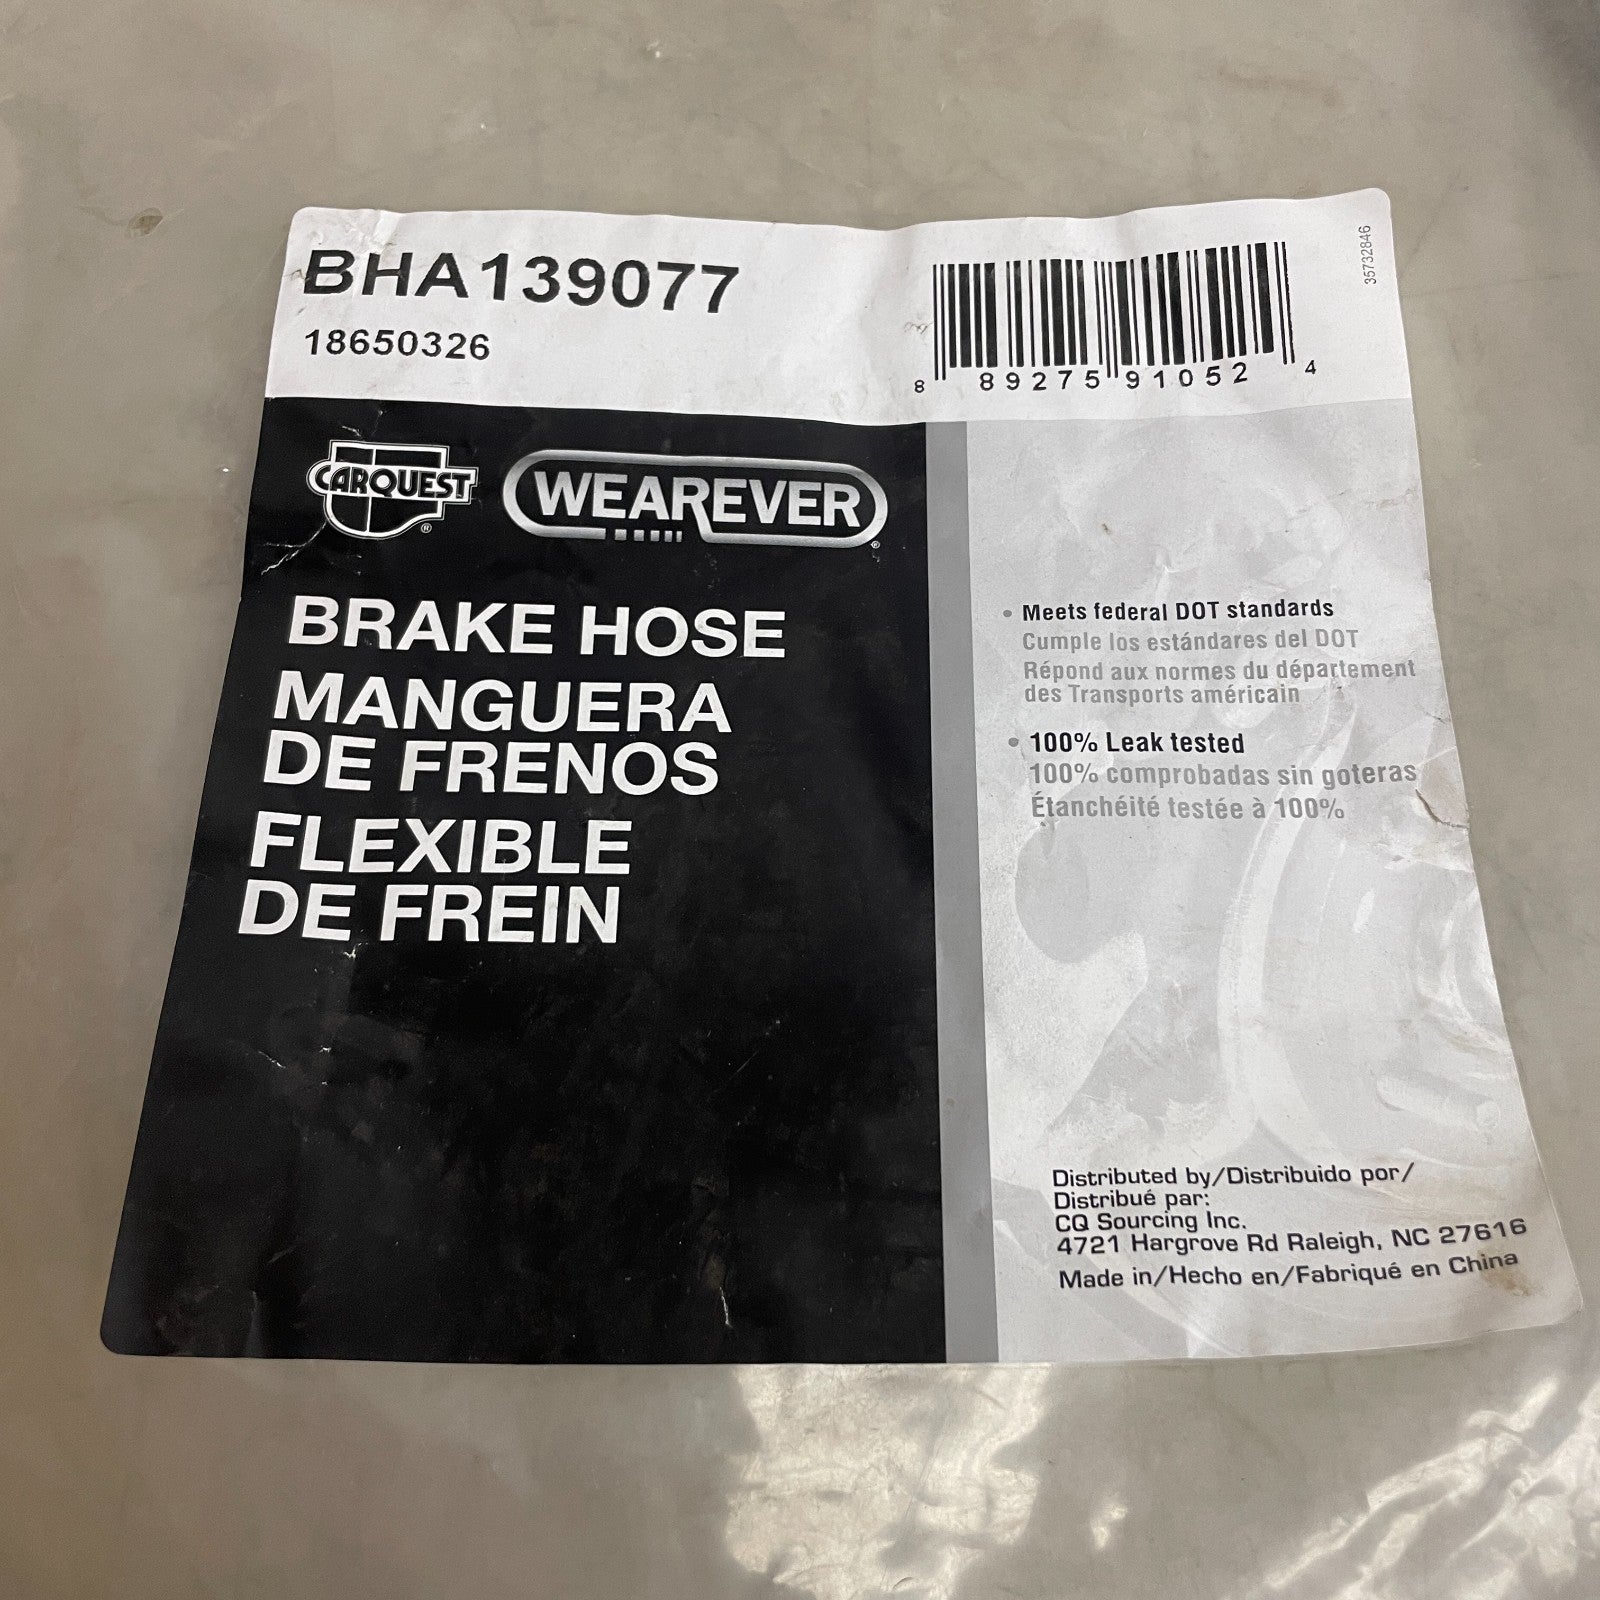 BHA139077
18650326
8 89275 91052 4
35732846
CARQUEST®
WEAREVER®
BRAKE HOSE
MANGUERA
DE FRENOS
FLEXIBLE
DE FREIN
• Meets federal DOT standards
Cumple los estándares del DOT
Répond aux normes du département
des Transports américain
• 100% Leak tested
100% comprobadas sin goteras
Étanchéité testée à 100%
Distributed by/Distribuido por/
Distribué par:
CQ Sourcing Inc.
4721 Hargrove Rd Raleigh, NC 27616
Made in/Hecho en/Fabriqué en China